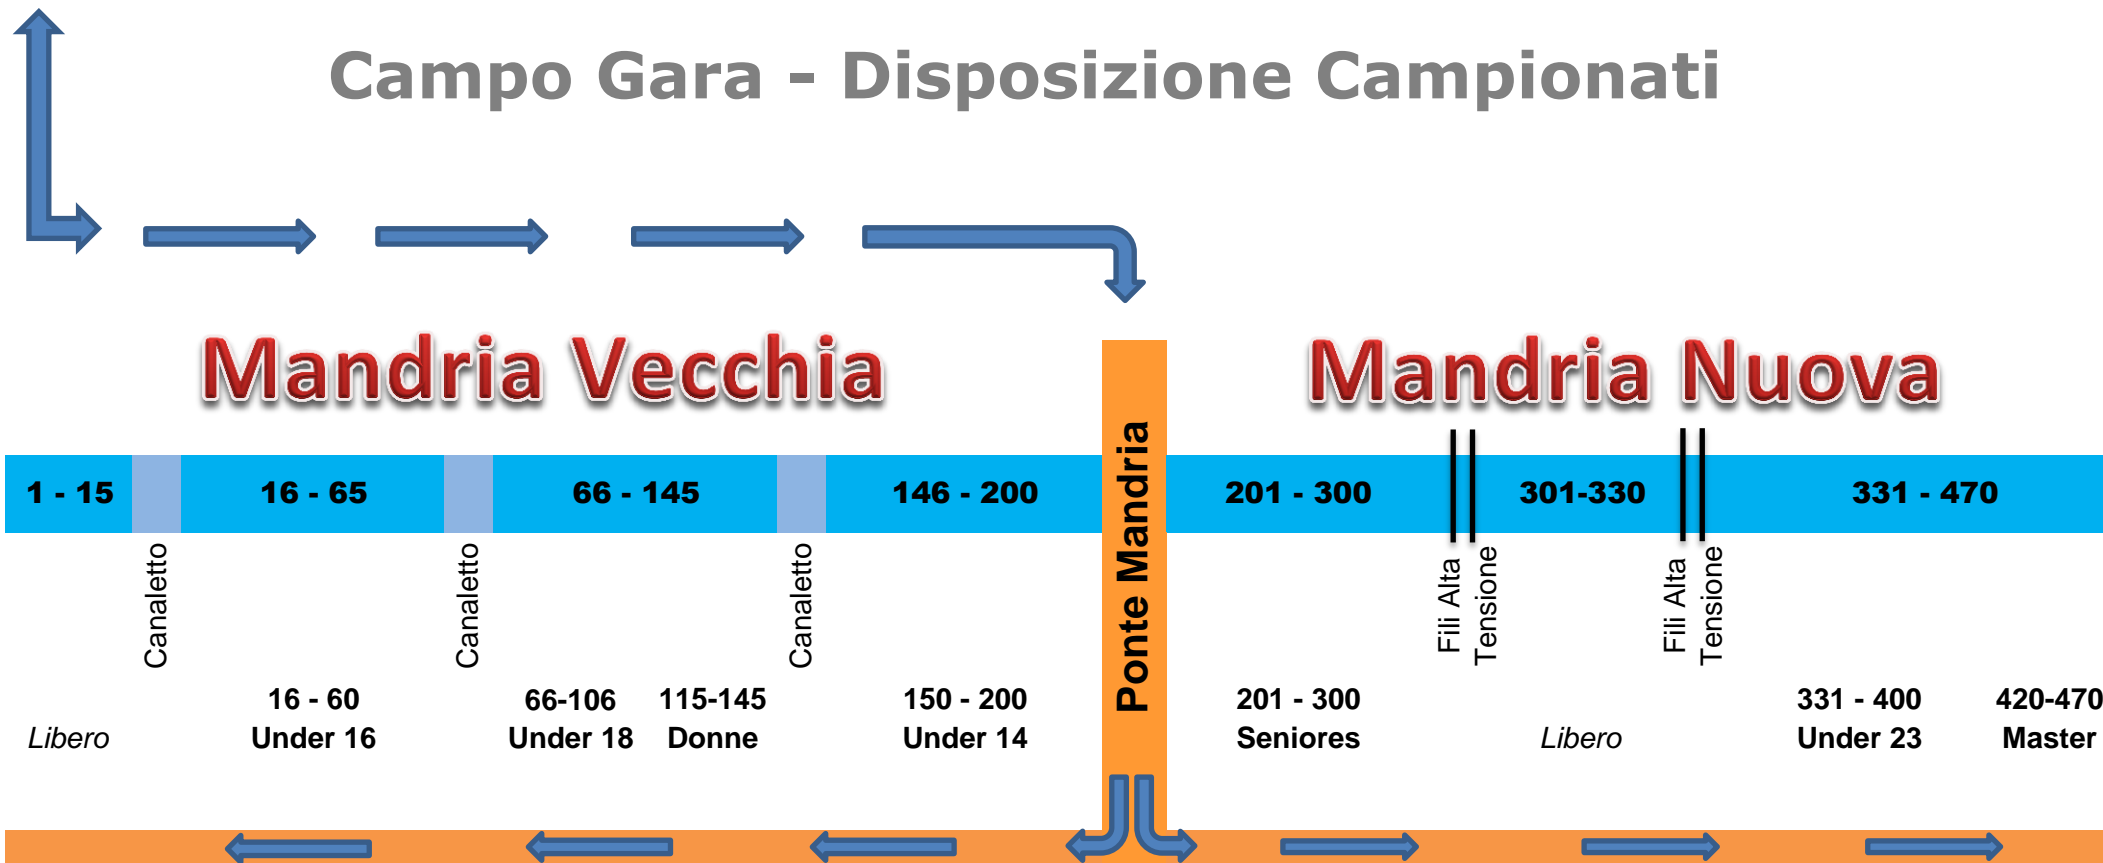 Campo Gara - Disposizione Campionati
Mandria Vecchia
Mandria Nuova
1 - 15
16 - 65
66 - 145
146 - 200
Ponte Mandria
201 - 300
301-330
331 - 470
Canaletto
Canaletto
Canaletto
Fili Alta
Tensione
Fili Alta
Tensione
Libero
16 - 60
Under 16
66-106
Under 18
115-145
Donne
150 - 200
Under 14
201 - 300
Seniores
Libero
331 - 400
Under 23
420-470
Master